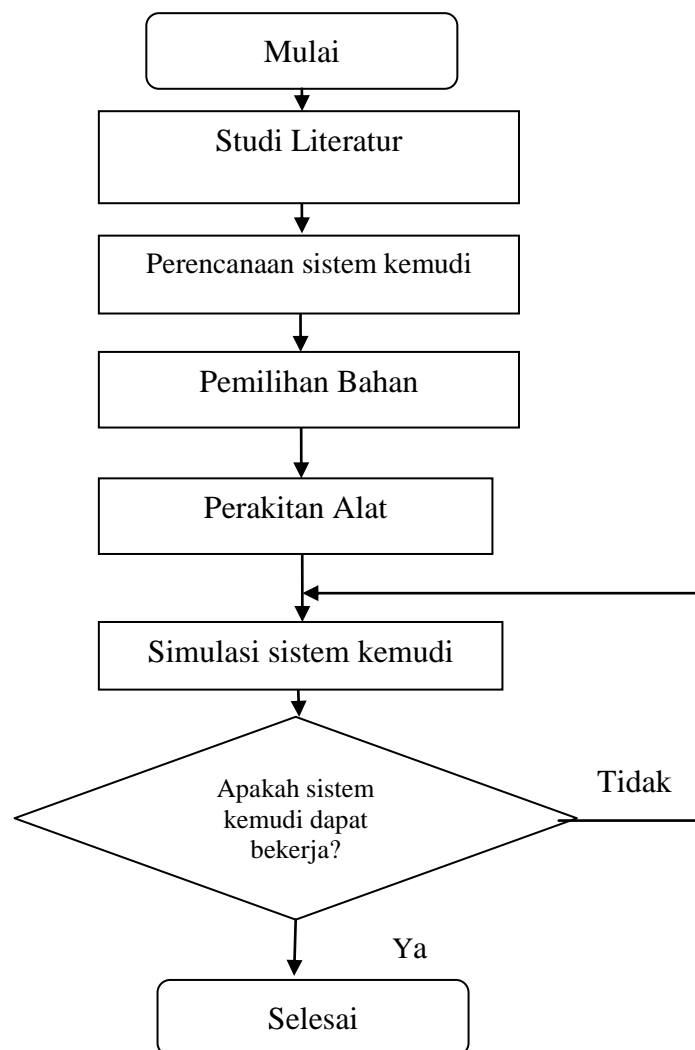 Mulai
Studi Literatur
Perencanaan sistem kemudi
Pemilihan Bahan
Perakitan Alat
Simulasi sistem kemudi
Apakah sistem
kemudi dapat
bekerja?
Tidak
Ya
Selesai